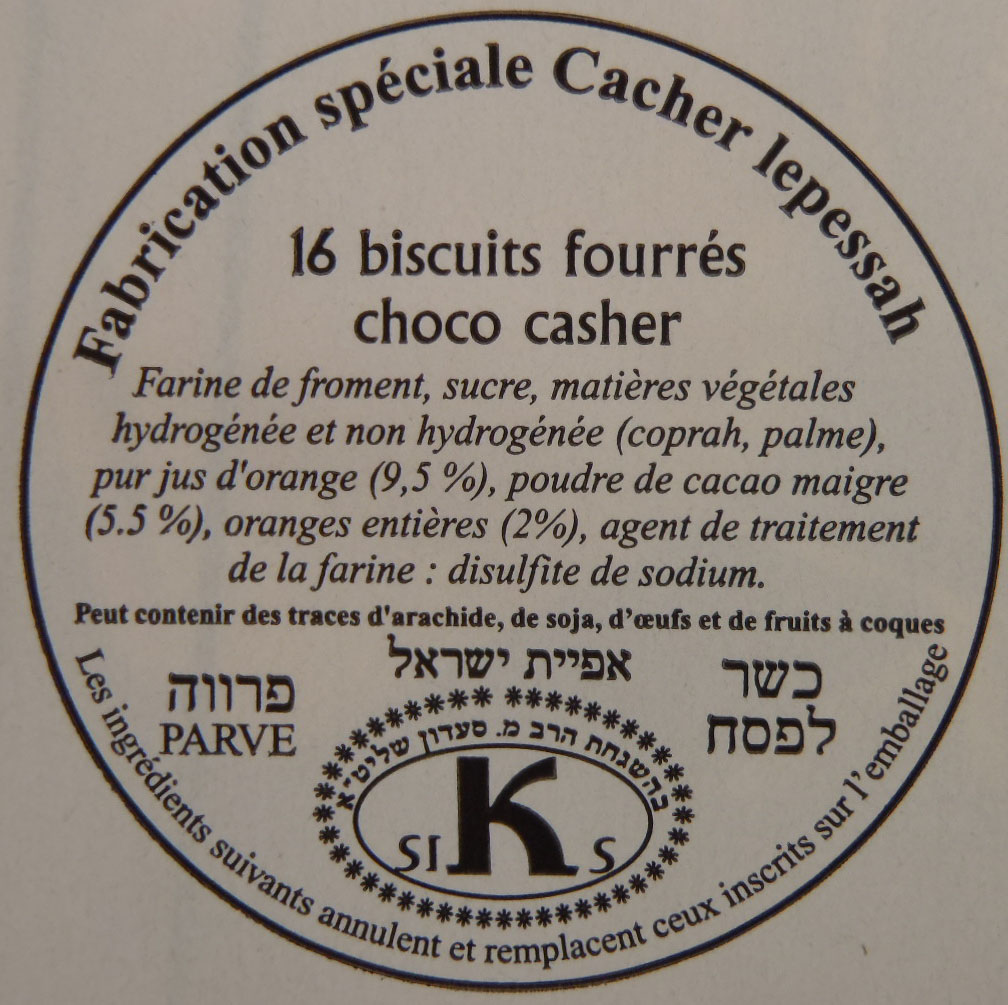 Fabrication spéciale Cacher lepessah
16 biscuits fourrés
choco casher
Farine de froment, sucre, matières végétales
hydrogénée et non hydrogénée (coprah, palme),
pur jus d'orange (9,5 %), poudre de cacao maigre
(5.5 %), oranges entières (2%), agent de traitement
de la farine : disulfite de sodium.
Peut contenir des traces d'arachide, de soja, d'œufs et de fruits à coques
אפיית ישראל
כשר
לפסח
פרווה
PARVE
בהשגחת הרב מ. סעדון שליט"א
SI K S
Les ingrédients suivants annulent et remplacent ceux inscrits sur l'emballage